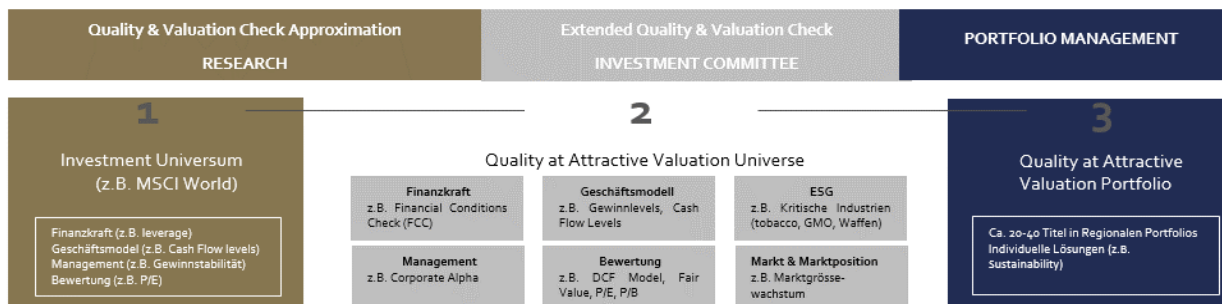 Quality & Valuation Check Approximation
RESEARCH
Extended Quality & Valuation Check
INVESTMENT COMMITTEE
PORTFOLIO MANAGEMENT
1
Investment Universum
(z.B. MSCI World)
Finanzkraft (z.B. leverage)
Geschäftsmodel (z.B. Cash Flow levels)
Management (z.B. Gewinnstabilität)
Bewertung (z.B. P/E)
2
Quality at Attractive Valuation Universe
Finanzkraft
z.B. Financial Conditions
Check (FCC)
Geschäftsmodell
z.B. Gewinnlevels, Cash
Flow Levels
ESG
z.B. Kritische Industrien
(tobacco, GMO, Waffen)
Management
z.B. Corporate Alpha
Bewertung
z.B. DCF Model, Fair
Value, P/E, P/B
Markt & Marktposition
z.B. Marktgrösse-
wachstum
3
Quality at Attractive
Valuation Portfolio
Ca. 20-40 Titel in Regionalen Portfolios
Individuelle Lösungen (z.B.
Sustainability)